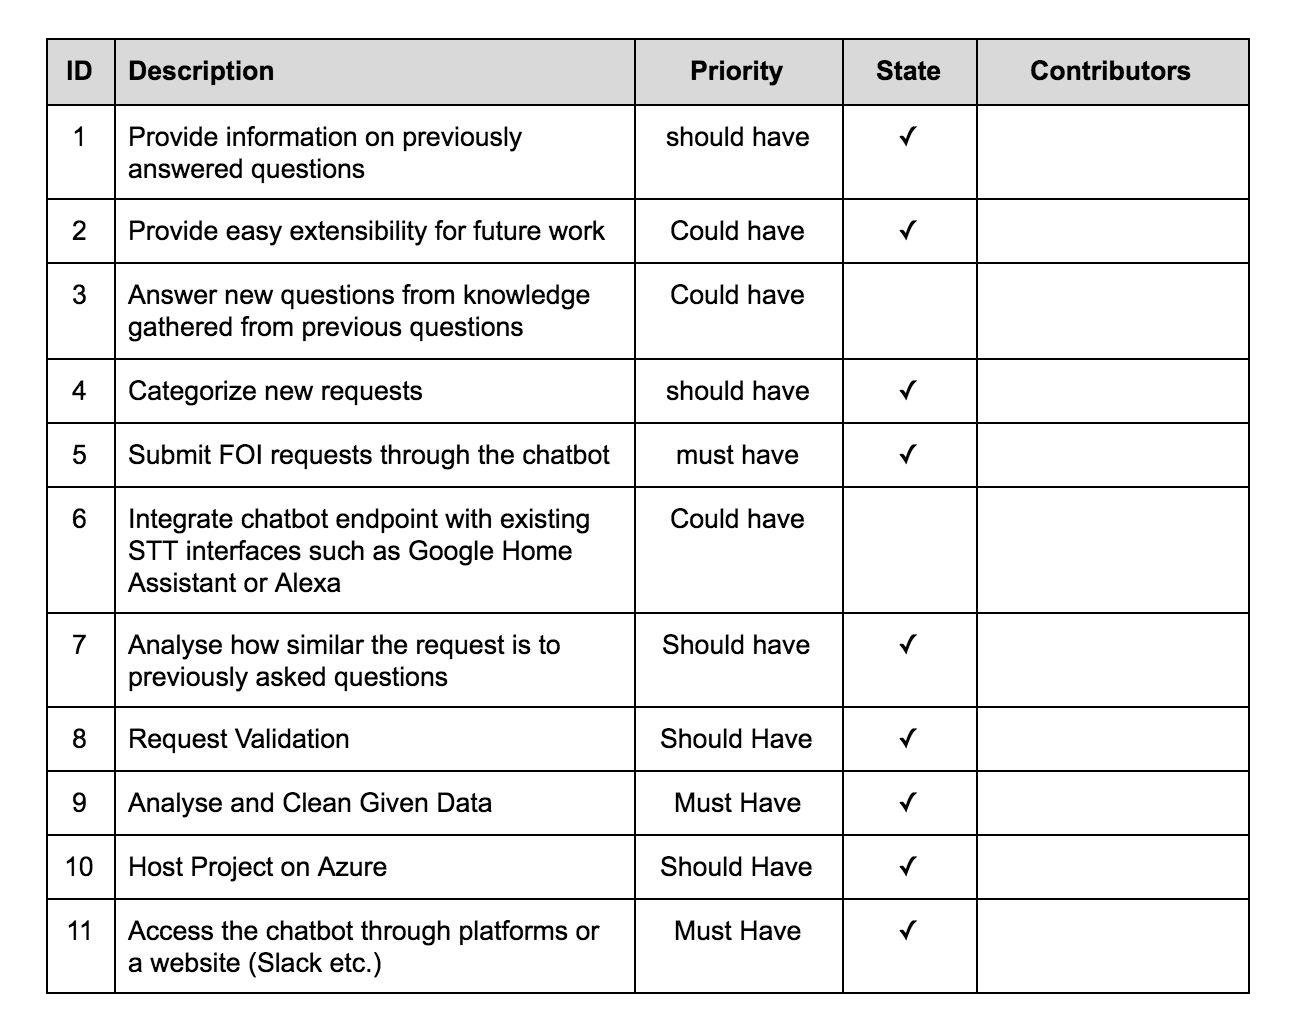 ID Description Priority State Contributors
1 Provide information on previously should have ✓
answered questions
2 Provide easy extensibility for future work Could have ✓
3 Answer new questions from knowledge Could have
gathered from previous questions
4 Categorize new requests should have ✓
5 Submit FOI requests through the chatbot must have ✓
6 Integrate chatbot endpoint with existing Could have
STT interfaces such as Google Home
Assistant or Alexa
7 Analyse how similar the request is to Should have ✓
previously asked questions
8 Request Validation Should Have ✓
9 Analyse and Clean Given Data Must Have ✓
10 Host Project on Azure Should Have ✓
11 Access the chatbot through platforms or Must Have ✓
a website (Slack etc.)